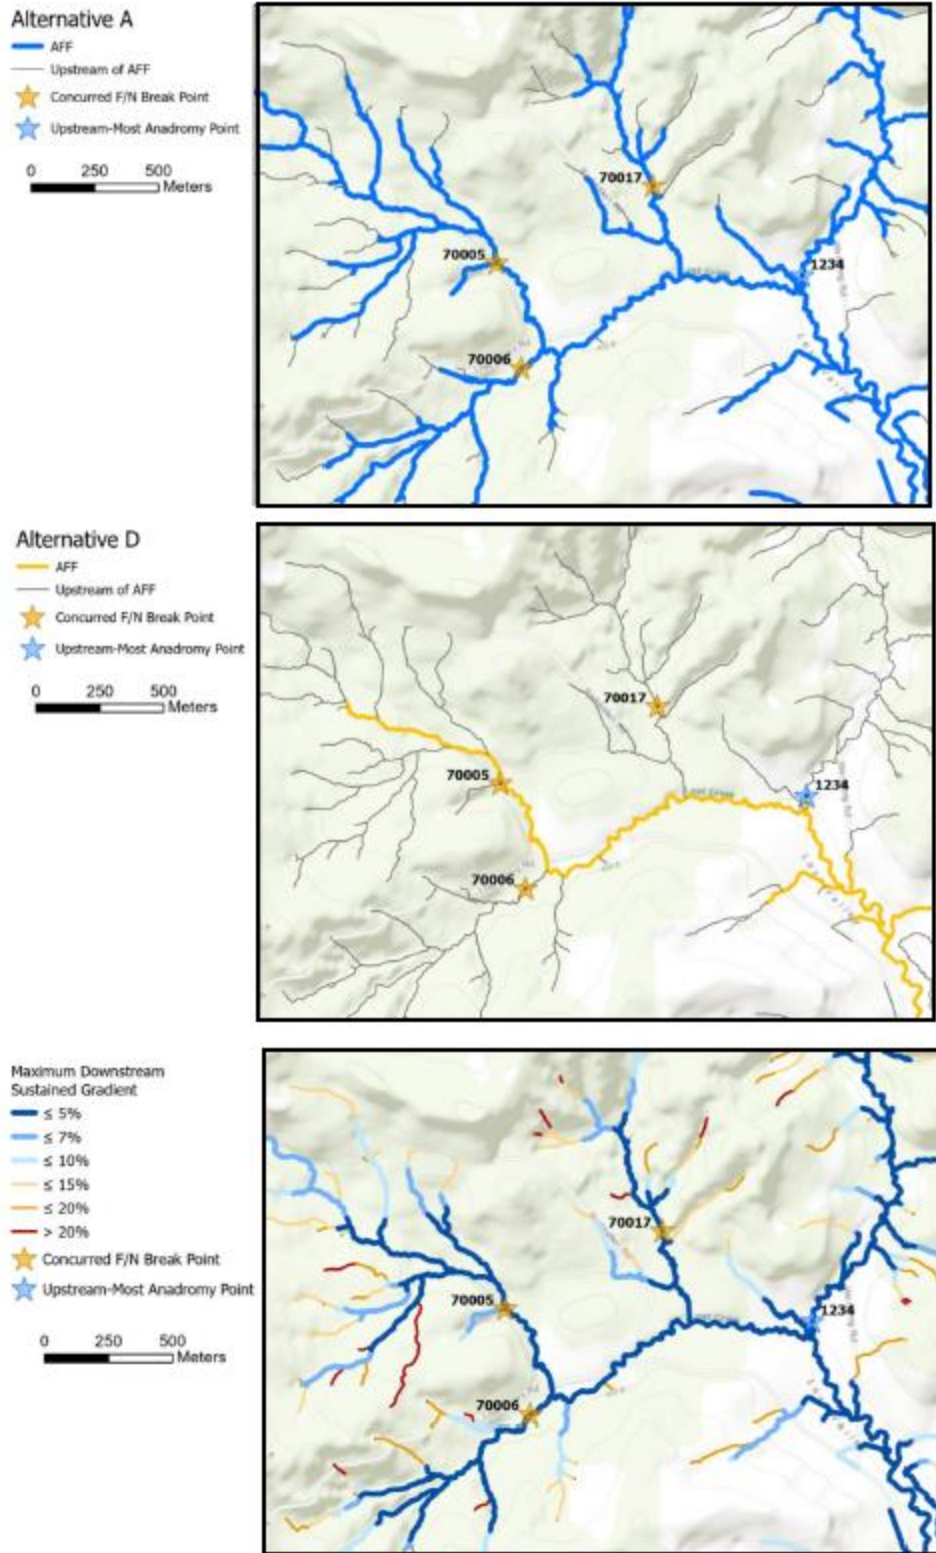 Alternative A
AFF
Upstream of AFF
Concurred F/N Break Point
Upstream-Most Anadromy Point
0 250 500
Meters
70017
70005
1234
70006
Alternative D
AFF
Upstream of AFF
Concurred F/N Break Point
Upstream-Most Anadromy Point
0 250 500
Meters
70017
70005
1234
70006
Maximum Downstream
Sustained Gradient
≤ 5%
≤ 7%
≤ 10%
≤ 15%
≤ 20%
> 20%
Concurred F/N Break Point
Upstream-Most Anadromy Point
0 250 500
Meters
70017
70005
1234
70006